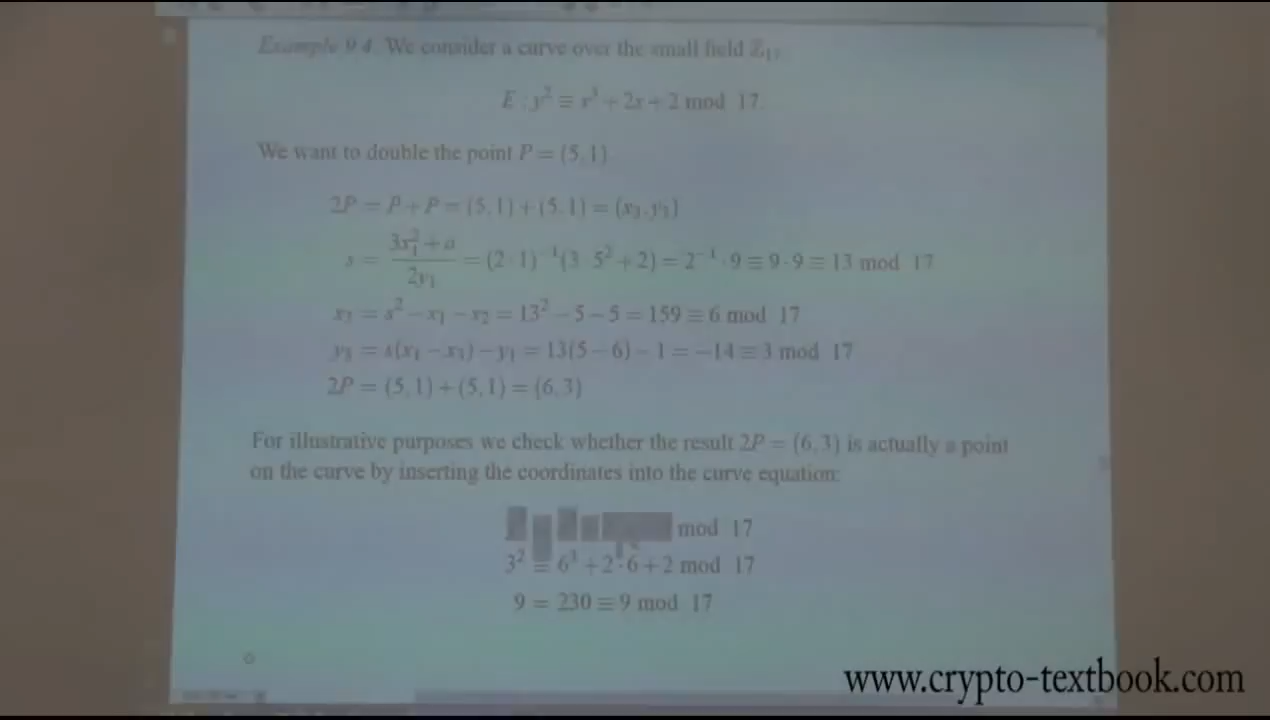 Example 9.4. We consider a curve over the small field Z₁₇
E : y² ≡ x³ + 2x + 2 mod 17
We want to double the point P = (5,1)
2P = P + P = (5,1) + (5,1) = (x₃, y₃)
s = (3x₁² + a) / (2y₁) = (2·1)⁻¹(3·5² + 2) = 2⁻¹·9 ≡ 9·9 ≡ 13 mod 17
x₃ = s² − x₁ − x₂ = 13² − 5 − 5 = 159 ≡ 6 mod 17
y₃ = s(x₁ − x₃) − y₁ = 13(5 − 6) − 1 = −14 ≡ 3 mod 17
2P = (5,1) + (5,1) = (6,3)
For illustrative purposes we check whether the result 2P = (6,3) is actually a point
on the curve by inserting the coordinates into the curve equation:
mod 17
3² ≡ 6³ + 2·6 + 2 mod 17
9 = 230 ≡ 9 mod 17
www.crypto-textbook.com